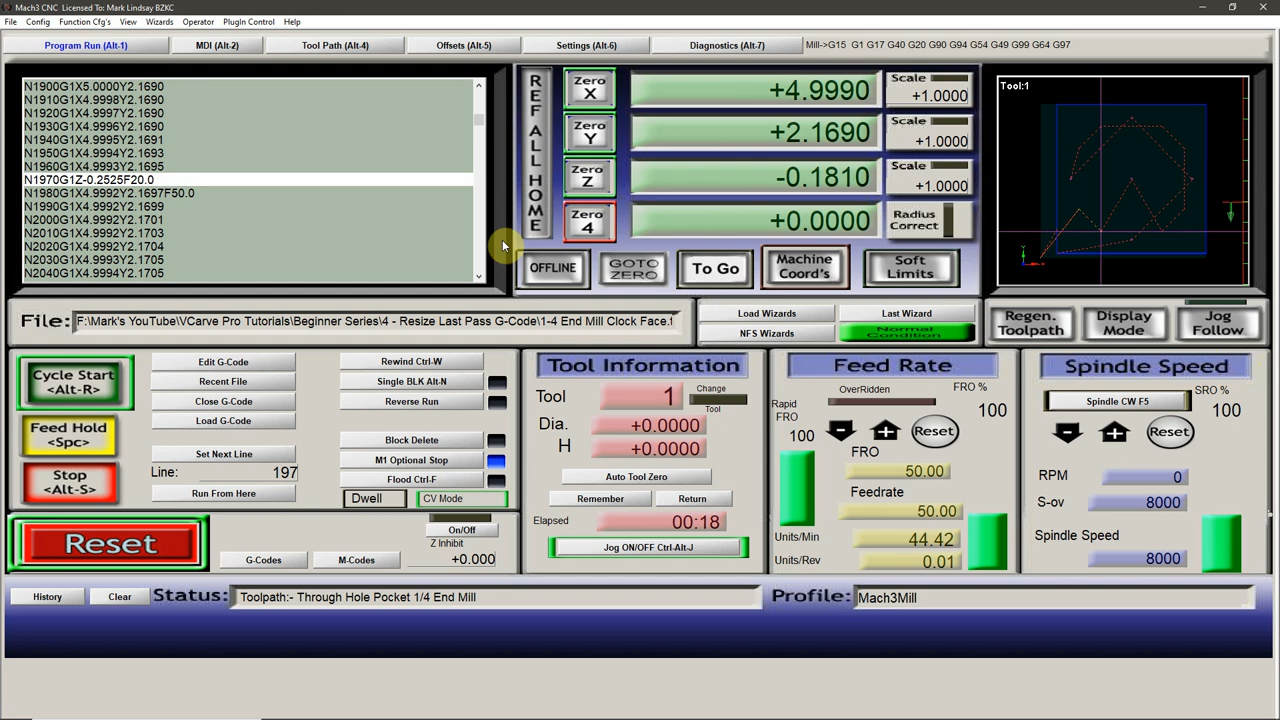 Mach3 CNC Licensed To: Mark Lindsay BZKC
File Config Function Cfg's View Wizards Operator PlugIn Control Help
Program Run (Alt-1) MDI (Alt-2) Tool Path (Alt-4) Offsets (Alt-5) Settings (Alt-6) Diagnostics (Alt-7) Mill->G15 G1 G17 G40 G20 G90 G94 G54 G49 G99 G64 G97
N1900G1X5.0000Y2.1690
N1910G1X4.9998Y2.1690
N1920G1X4.9997Y2.1690
N1930G1X4.9996Y2.1690
N1940G1X4.9995Y2.1691
N1950G1X4.9994Y2.1693
N1960G1X4.9993Y2.1695
N1970G1Z-0.2525F20.0
N1980G1X4.9992Y2.1697F50.0
N1990G1X4.9992Y2.1699
N2000G1X4.9992Y2.1701
N2010G1X4.9992Y2.1703
N2020G1X4.9992Y2.1704
N2030G1X4.9993Y2.1705
N2040G1X4.9994Y2.1705
REF ALL HOME
Zero X +4.9990 Scale +1.0000
Zero Y +2.1690 Scale +1.0000
Zero Z -0.1810 Scale +1.0000
Zero 4 +0.0000 Radius Correct
OFFLINE GOTO ZERO To Go Machine Coord's Soft Limits
Tool:1
File: F:\Mark's YouTube\VCarve Pro Tutorials\Beginner Series\4 - Resize Last Pass G-Code\1-4 End Mill Clock Face.t
Load Wizards Last Wizard
NFS Wizards Normal Condition
Regen. Toolpath Display Mode Jog Follow
Cycle Start <Alt-R>
Feed Hold <Spc>
Stop <Alt-S>
Reset
Edit G-Code
Recent File
Close G-Code
Load G-Code
Set Next Line
Line: 197
Run From Here
Rewind Ctrl-W
Single BLK Alt-N
Reverse Run
Block Delete
M1 Optional Stop
Flood Ctrl-F
Dwell CV Mode
On/Off
Z Inhibit
+0.000
G-Codes M-Codes
Tool Information
Tool 1 Change Tool
Dia. +0.0000
H +0.0000
Auto Tool Zero
Remember Return
Elapsed 00:18
Jog ON/OFF Ctrl-Alt-J
Feed Rate
OverRidden
FRO %
100
Rapid FRO
100
Reset
FRO
50.00
Feedrate
50.00
Units/Min 44.42
Units/Rev 0.01
Spindle Speed
Spindle CW F5
SRO %
100
Reset
RPM 0
S-ov 8000
Spindle Speed
8000
History Clear Status: Toolpath:- Through Hole Pocket 1/4 End Mill Profile: Mach3Mill